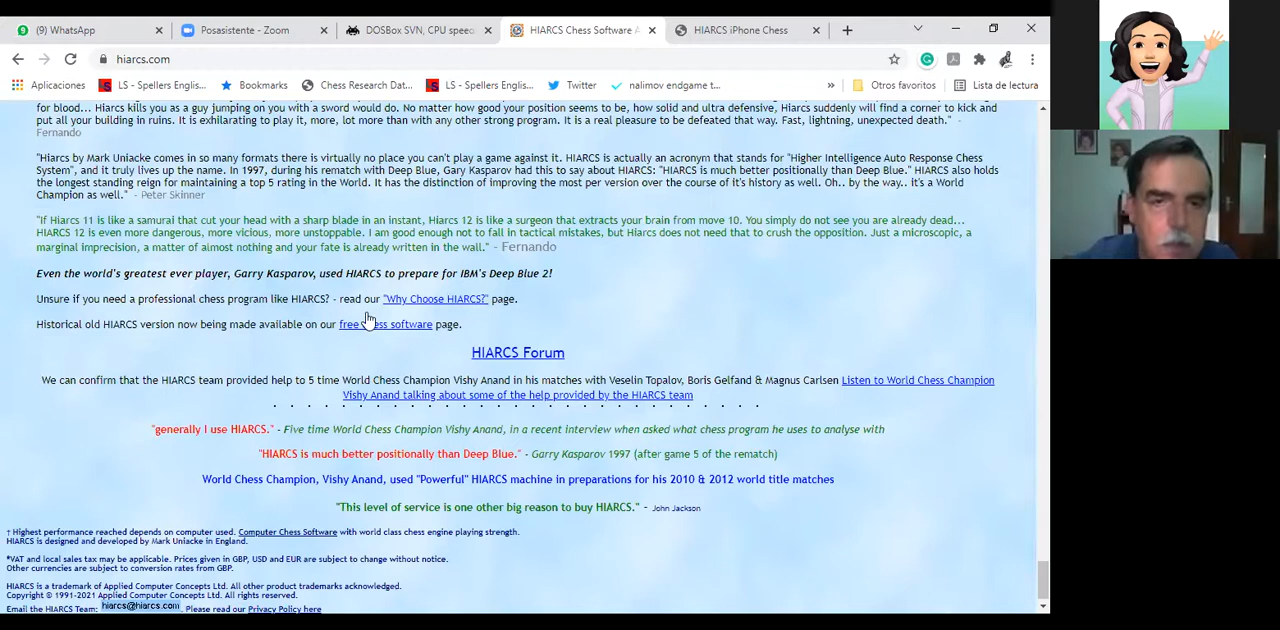 (9) WhatsApp
Posasistente - Zoom
DOSBox SVN, CPU speed
HIARCS Chess Software A
HIARCS iPhone Chess
hiarcs.com
Aplicaciones
LS - Spellers Englis...
Bookmarks
Chess Research Dat...
LS - Spellers Englis...
Twitter
nalimov endgame t...
»
Otros favoritos
Lista de lectura
for blood... Hiarcs kills you as a guy jumping on you with a sword would do. No matter how good your position seems to be, how solid and ultra defensive, Hiarcs suddenly will find a corner to kick and
put all your building in ruins. It is exhilarating to play it, more, lot more than with any other strong program. It is a real pleasure to be defeated that way. Fast, lightning, unexpected death." -
Fernando
"Hiarcs by Mark Uniacke comes in so many formats there is virtually no place you can't play a game against it. HIARCS is actually an acronym that stands for "Higher Intelligence Auto Response Chess
System", and it truly lives up the name. In 1997, during his rematch with Deep Blue, Gary Kasparov had this to say about HIARCS: "HIARCS is much better positionally than Deep Blue." HIARCS also holds
the longest standing reign for maintaining a top 5 rating in the World. It has the distinction of improving the most per version over the course of it's history as well. Oh.. by the way.. it's a World
Champion as well." - Peter Skinner
"If Hiarcs 11 is like a samurai that cut your head with a sharp blade in an instant, Hiarcs 12 is like a surgeon that extracts your brain from move 10. You simply do not see you are already dead...
HIARCS 12 is even more dangerous, more vicious, more unstoppable. I am good enough not to fall in tactical mistakes, but Hiarcs does not need that to crush the opposition. Just a microscopic, a
marginal imprecision, a matter of almost nothing and your fate is already written in the wall." - Fernando
Even the world's greatest ever player, Garry Kasparov, used HIARCS to prepare for IBM's Deep Blue 2!
Unsure if you need a professional chess program like HIARCS? - read our "Why Choose HIARCS?" page.
Historical old HIARCS version now being made available on our free chess software page.
HIARCS Forum
We can confirm that the HIARCS team provided help to 5 time World Chess Champion Vishy Anand in his matches with Veselin Topalov, Boris Gelfand & Magnus Carlsen Listen to World Chess Champion
Vishy Anand talking about some of the help provided by the HIARCS team
"generally I use HIARCS." - Five time World Chess Champion Vishy Anand, in a recent interview when asked what chess program he uses to analyse with
"HIARCS is much better positionally than Deep Blue." - Garry Kasparov 1997 (after game 5 of the rematch)
World Chess Champion, Vishy Anand, used "Powerful" HIARCS machine in preparations for his 2010 & 2012 world title matches
"This level of service is one other big reason to buy HIARCS." - John Jackson
† Highest performance reached depends on computer used. Computer Chess Software with world class chess engine playing strength.
HIARCS is designed and developed by Mark Uniacke in England.
*VAT and local sales tax may be applicable. Prices given in GBP, USD and EUR are subject to change without notice.
Other currencies are subject to conversion rates from GBP.
HIARCS is a trademark of Applied Computer Concepts Ltd. All other product trademarks acknowledged.
Copyright © 1991-2021 Applied Computer Concepts Ltd. All rights reserved.
Email the HIARCS Team: hiarcs@hiarcs.com. Please read our Privacy Policy here